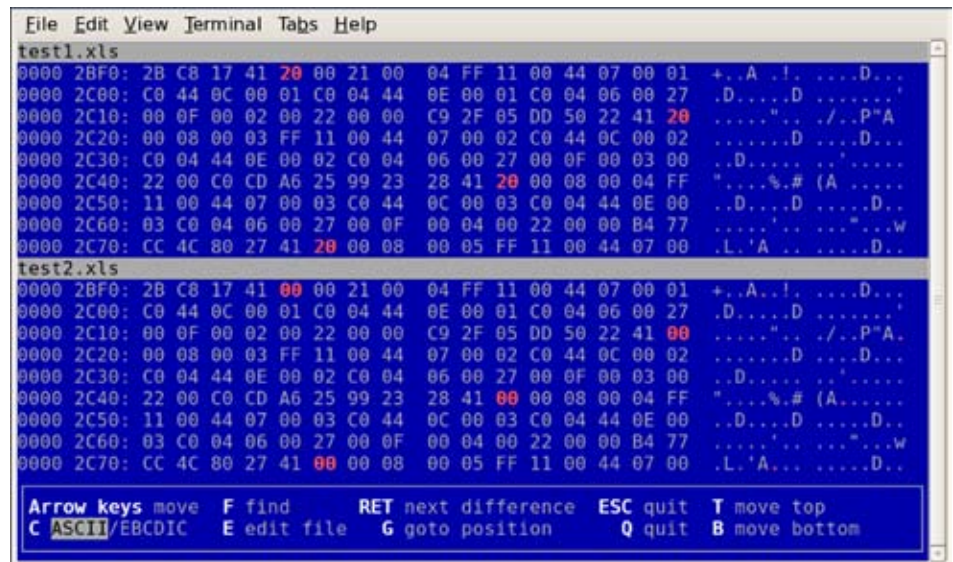 File Edit View Terminal Tabs Help
test1.xls
0000 2BF0: 2B C8 17 41 20 00 21 00 04 FF 11 00 44 07 00 01 +..A .!. ....D...
0000 2C00: C0 44 0C 00 01 C0 04 44 0E 00 01 C0 04 06 00 27 .D.....D .......'
0000 2C10: 00 0F 00 02 00 22 00 00 C9 2F 05 DD 50 22 41 20 .....".. ./..P"A
0000 2C20: 00 08 00 03 FF 11 00 44 07 00 02 C0 44 0C 00 02 .......D ....D...
0000 2C30: C0 04 44 0E 00 02 C0 04 06 00 27 00 0F 00 03 00 ..D..... ..'.....
0000 2C40: 22 00 C0 CD A6 25 99 23 28 41 20 00 08 00 04 FF "....%.# (A .....
0000 2C50: 11 00 44 07 00 03 C0 44 0C 00 03 C0 04 44 0E 00 ..D....D .....D..
0000 2C60: 03 C0 04 06 00 27 00 0F 00 04 00 22 00 00 B4 77 .....'.. ..."...w
0000 2C70: CC 4C 80 27 41 20 00 08 00 05 FF 11 00 44 07 00 .L.'A .. .....D..
test2.xls
0000 2BF0: 2B C8 17 41 00 00 21 00 04 FF 11 00 44 07 00 01 +..A..!. ....D...
0000 2C00: C0 44 0C 00 01 C0 04 44 0E 00 01 C0 04 06 00 27 .D.....D .......'
0000 2C10: 00 0F 00 02 00 22 00 00 C9 2F 05 DD 50 22 41 00 .....".. ./..P"A.
0000 2C20: 00 08 00 03 FF 11 00 44 07 00 02 C0 44 0C 00 02 .......D ....D...
0000 2C30: C0 04 44 0E 00 02 C0 04 06 00 27 00 0F 00 03 00 ..D..... ..'.....
0000 2C40: 22 00 C0 CD A6 25 99 23 28 41 00 00 08 00 04 FF "....%.# (A......
0000 2C50: 11 00 44 07 00 03 C0 44 0C 00 03 C0 04 44 0E 00 ..D....D .....D..
0000 2C60: 03 C0 04 06 00 27 00 0F 00 04 00 22 00 00 B4 77 .....'.. ..."...w
0000 2C70: CC 4C 80 27 41 00 00 08 00 05 FF 11 00 44 07 00 .L.'A... .....D..
Arrow keys move F find RET next difference ESC quit T move top
C ASCII/EBCDIC E edit file G goto position Q quit B move bottom